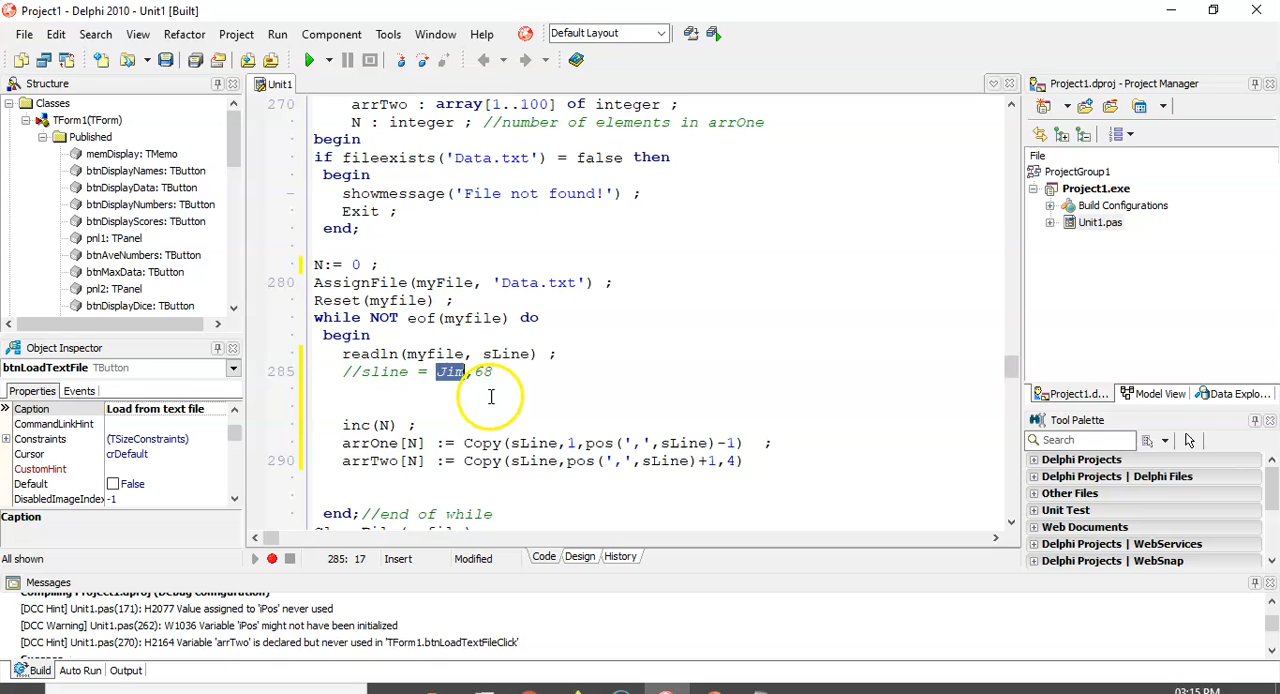 Project1 - Delphi 2010 - Unit1 [Built]
File Edit Search View Refactor Project Run Component Tools Window Help Default Layout
Structure
Classes
TForm1(TForm)
Published
memDisplay: TMemo
btnDisplayNames: TButton
btnDisplayData: TButton
btnDisplayNumbers: TButton
btnDisplayScores: TButton
pnl1: TPanel
btnAveNumbers: TButton
btnMaxData: TButton
pnl2: TPanel
btnDisplayDice: TButton
Object Inspector
btnLoadTextFile TButton
Properties Events
Caption Load from text file
CommandLinkHint
Constraints (TSizeConstraints)
Cursor crDefault
CustomHint
Default False
DisabledImageIndex -1
Caption
All shown
Unit1
270 arrTwo : array[1..100] of integer ;
N : integer ; //number of elements in arrOne
begin
if fileexists('Data.txt') = false then
begin
showmessage('File not found!') ;
Exit ;
end;
N:= 0 ;
280 AssignFile(myFile, 'Data.txt') ;
Reset(myfile) ;
while NOT eof(myfile) do
begin
readln(myfile, sLine) ;
285 //sline = Jim,68
inc(N) ;
arrOne[N] := Copy(sLine,1,pos(',',sLine)-1) ;
290 arrTwo[N] := Copy(sLine,pos(',',sLine)+1,4)
end;//end of while
285: 17 Insert Modified Code Design History
Project1.dproj - Project Manager
File
ProjectGroup1
Project1.exe
Build Configurations
Unit1.pas
Project1.d... Model View Data Explo...
Tool Palette
Search
Delphi Projects
Delphi Projects | Delphi Files
Other Files
Unit Test
Web Documents
Delphi Projects | WebServices
Delphi Projects | WebSnap
Messages
Compiling Project1.dproj (Debug configuration)
[DCC Hint] Unit1.pas(171): H2077 Value assigned to 'iPos' never used
[DCC Warning] Unit1.pas(262): W1036 Variable 'iPos' might not have been initialized
[DCC Hint] Unit1.pas(270): H2164 Variable 'arrTwo' is declared but never used in 'TForm1.btnLoadTextFileClick'
Build Auto Run Output
03:15 PM